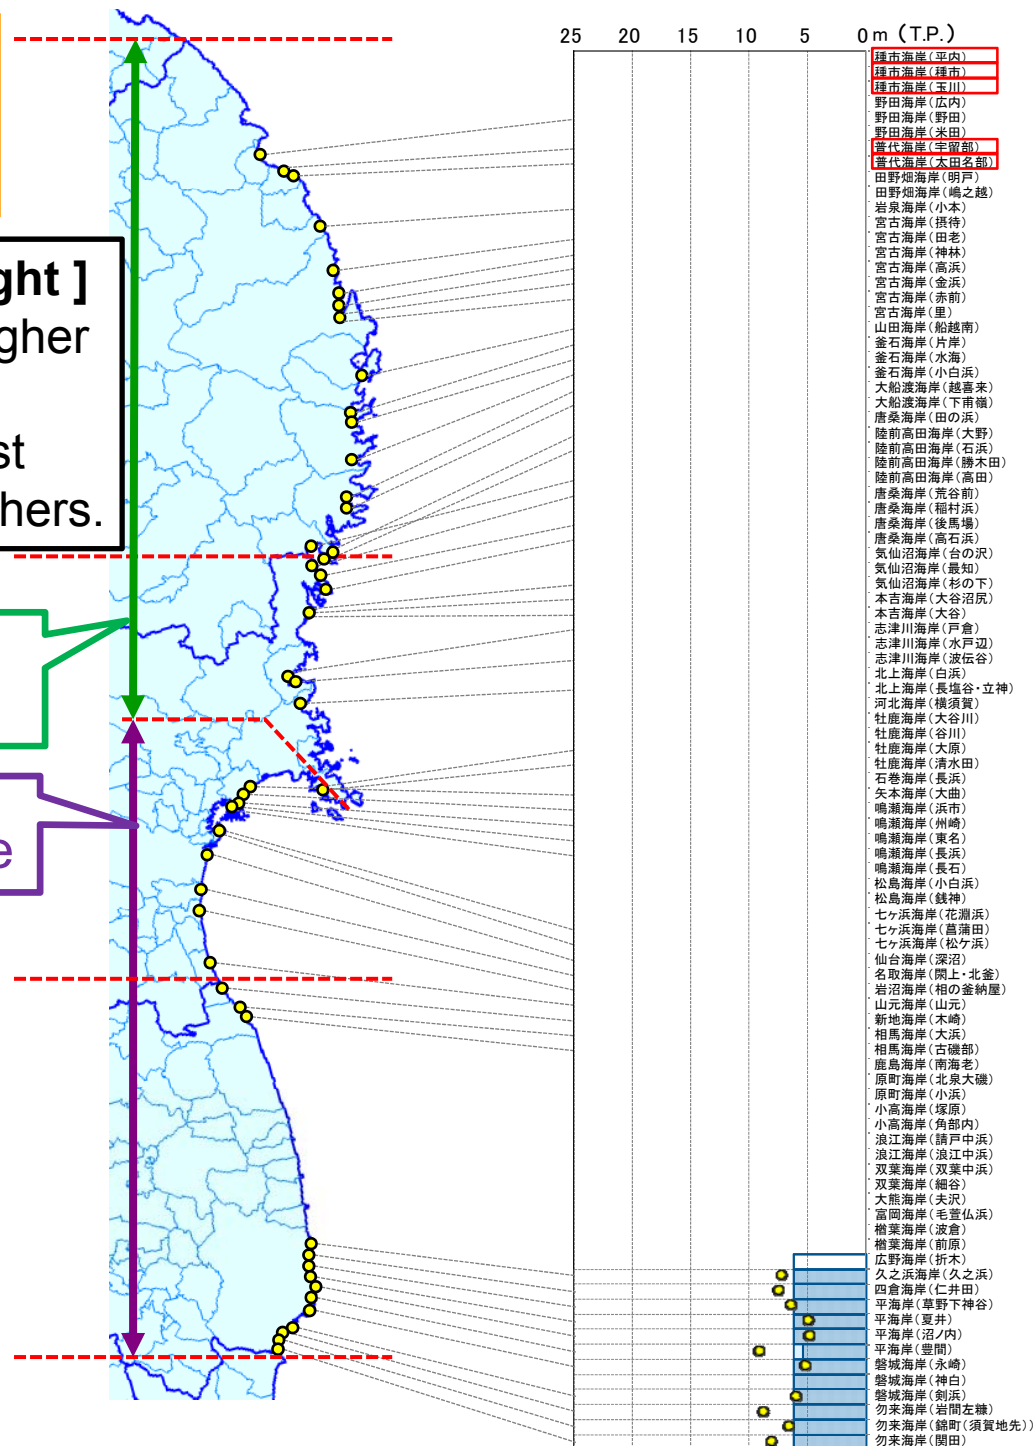 ght ]
gher
st
hers.
e
25 20 15 10 5 0 m (T.P.)
種市海岸(平内)
種市海岸(種市)
種市海岸(玉川)
野田海岸(広内)
野田海岸(野田)
野田海岸(米田)
普代海岸(宇留部)
普代海岸(太田名部)
田野畑海岸(明戸)
田野畑海岸(嶋之越)
岩泉海岸(小本)
宮古海岸(摂待)
宮古海岸(田老)
宮古海岸(神林)
宮古海岸(高浜)
宮古海岸(金浜)
宮古海岸(赤前)
宮古海岸(里)
山田海岸(船越南)
釜石海岸(片岸)
釜石海岸(水海)
釜石海岸(小白浜)
大船渡海岸(越喜来)
大船渡海岸(下甫嶺)
唐桑海岸(田の浜)
陸前高田海岸(大野)
陸前高田海岸(石浜)
陸前高田海岸(勝木田)
陸前高田海岸(高田)
唐桑海岸(荒谷前)
唐桑海岸(稲村浜)
唐桑海岸(後馬場)
唐桑海岸(高石浜)
気仙沼海岸(台の沢)
気仙沼海岸(最知)
気仙沼海岸(杉の下)
本吉海岸(大谷沼尻)
本吉海岸(大谷)
志津川海岸(戸倉)
志津川海岸(水戸辺)
志津川海岸(波伝谷)
北上海岸(白浜)
北上海岸(長塩谷・立神)
河北海岸(横須賀)
牡鹿海岸(大谷川)
牡鹿海岸(谷川)
牡鹿海岸(大原)
牡鹿海岸(清水田)
石巻海岸(長浜)
矢本海岸(大曲)
鳴瀬海岸(浜市)
鳴瀬海岸(州崎)
鳴瀬海岸(東名)
鳴瀬海岸(長浜)
鳴瀬海岸(長石)
松島海岸(小白浜)
松島海岸(銭神)
七ヶ浜海岸(花淵浜)
七ヶ浜海岸(菖蒲田)
七ヶ浜海岸(松ケ浜)
仙台海岸(深沼)
名取海岸(閖上・北釜)
岩沼海岸(相の釜納屋)
山元海岸(山元)
新地海岸(木崎)
相馬海岸(大浜)
相馬海岸(古磯部)
鹿島海岸(南海老)
原町海岸(北泉大磯)
原町海岸(小浜)
小高海岸(塚原)
小高海岸(角部内)
浪江海岸(請戸中浜)
浪江海岸(浪江中浜)
双葉海岸(双葉中浜)
双葉海岸(細谷)
大熊海岸(夫沢)
富岡海岸(毛萱仏浜)
楢葉海岸(波倉)
楢葉海岸(前原)
広野海岸(折木)
久之浜海岸(久之浜)
四倉海岸(仁井田)
平海岸(草野下神谷)
平海岸(夏井)
平海岸(沼ノ内)
平海岸(豊間)
磐城海岸(永崎)
磐城海岸(神白)
磐城海岸(剣浜)
勿来海岸(岩間左糠)
勿来海岸(錦町(須賀地先))
勿来海岸(関田)